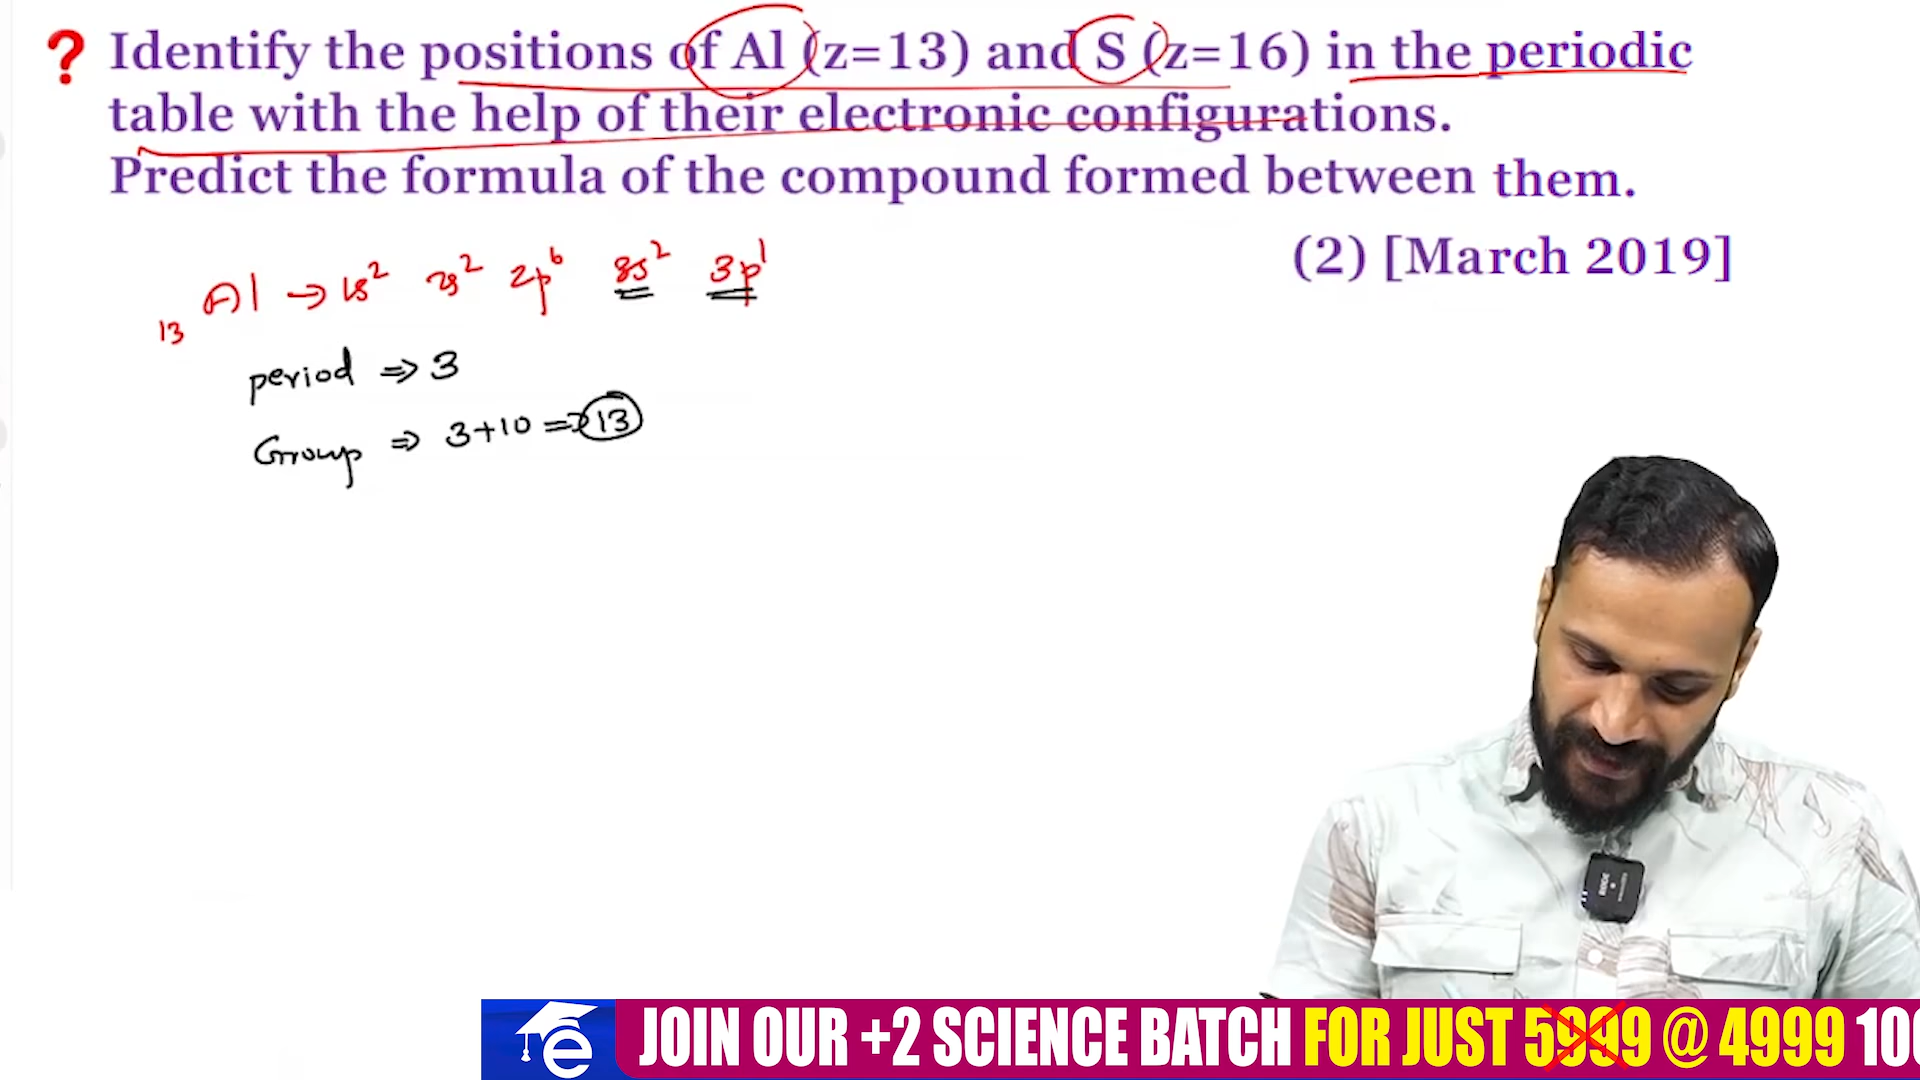 ❓ Identify the positions of Al (z=13) and S (z=16) in the periodic
table with the help of their electronic configurations.
Predict the formula of the compound formed between them.
(2) [March 2019]
₁₃Al → 1s² 2s² 2p⁶ 3s² 3p¹
period ⇒ 3
Group ⇒ 3+10 ⇒ 13
e JOIN OUR +2 SCIENCE BATCH FOR JUST 5999 @ 4999 100